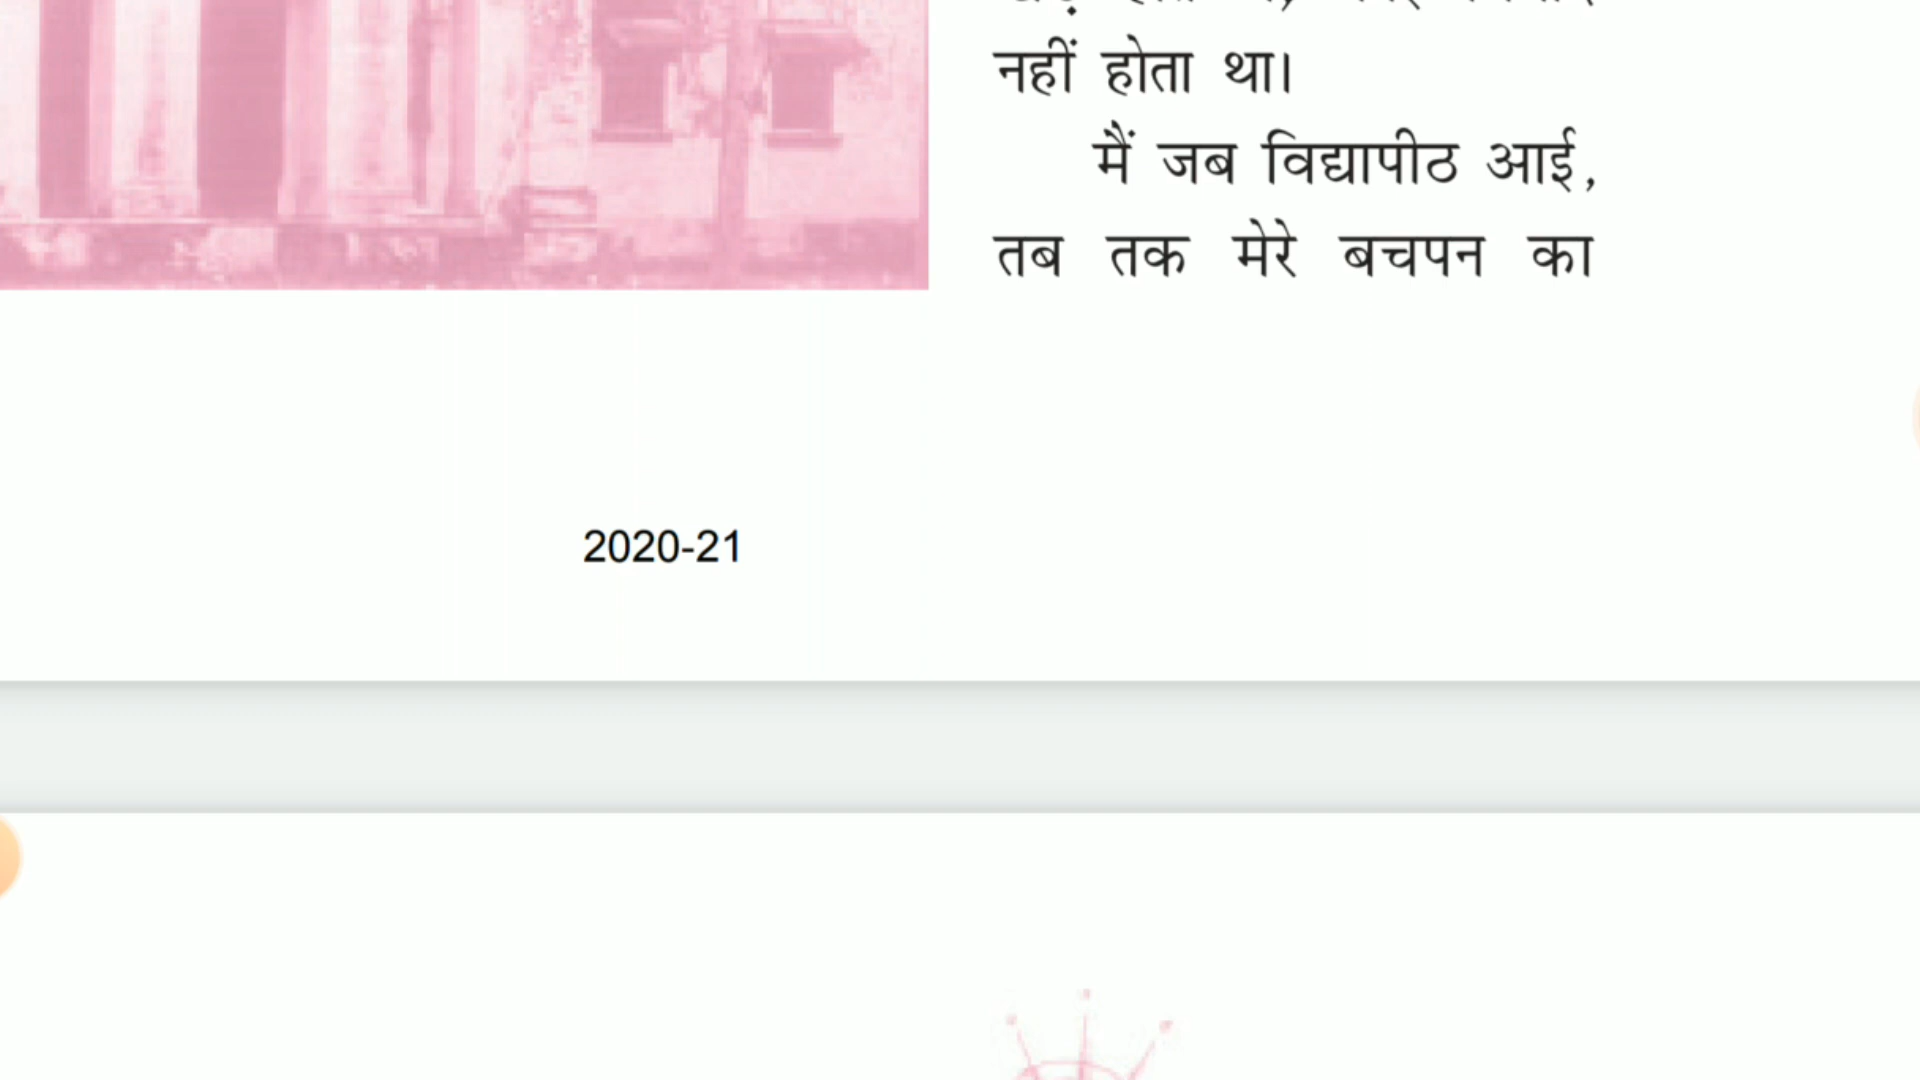 नहीं होता था।
मैं जब विद्यापीठ आई,
तब तक मेरे बचपन का
2020-21